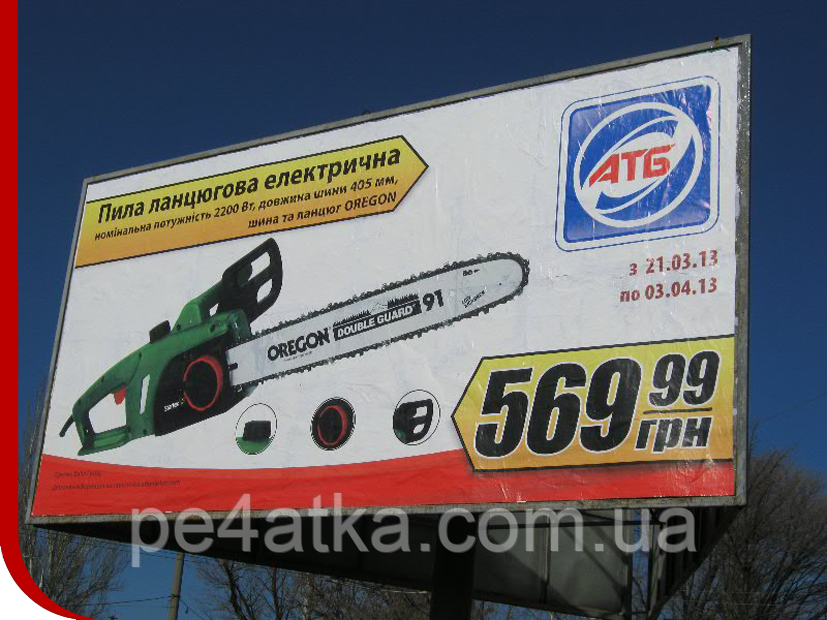 Пила ланцюгова електрична
номінальна потужність 2200 Вт, довжина шини 405 мм,
шина та ланцюг OREGON
АТБ
з 21.03.13
по 03.04.13
OREGON
DOUBLE GUARD 91
569 99
грн
pe4atka.com.ua